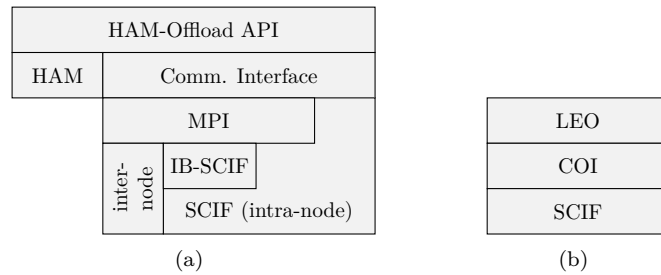 HAM-Offload API
HAM
Comm. Interface
MPI
LEO
inter-
node
IB-SCIF
COI
SCIF (intra-node)
SCIF
(a)
(b)